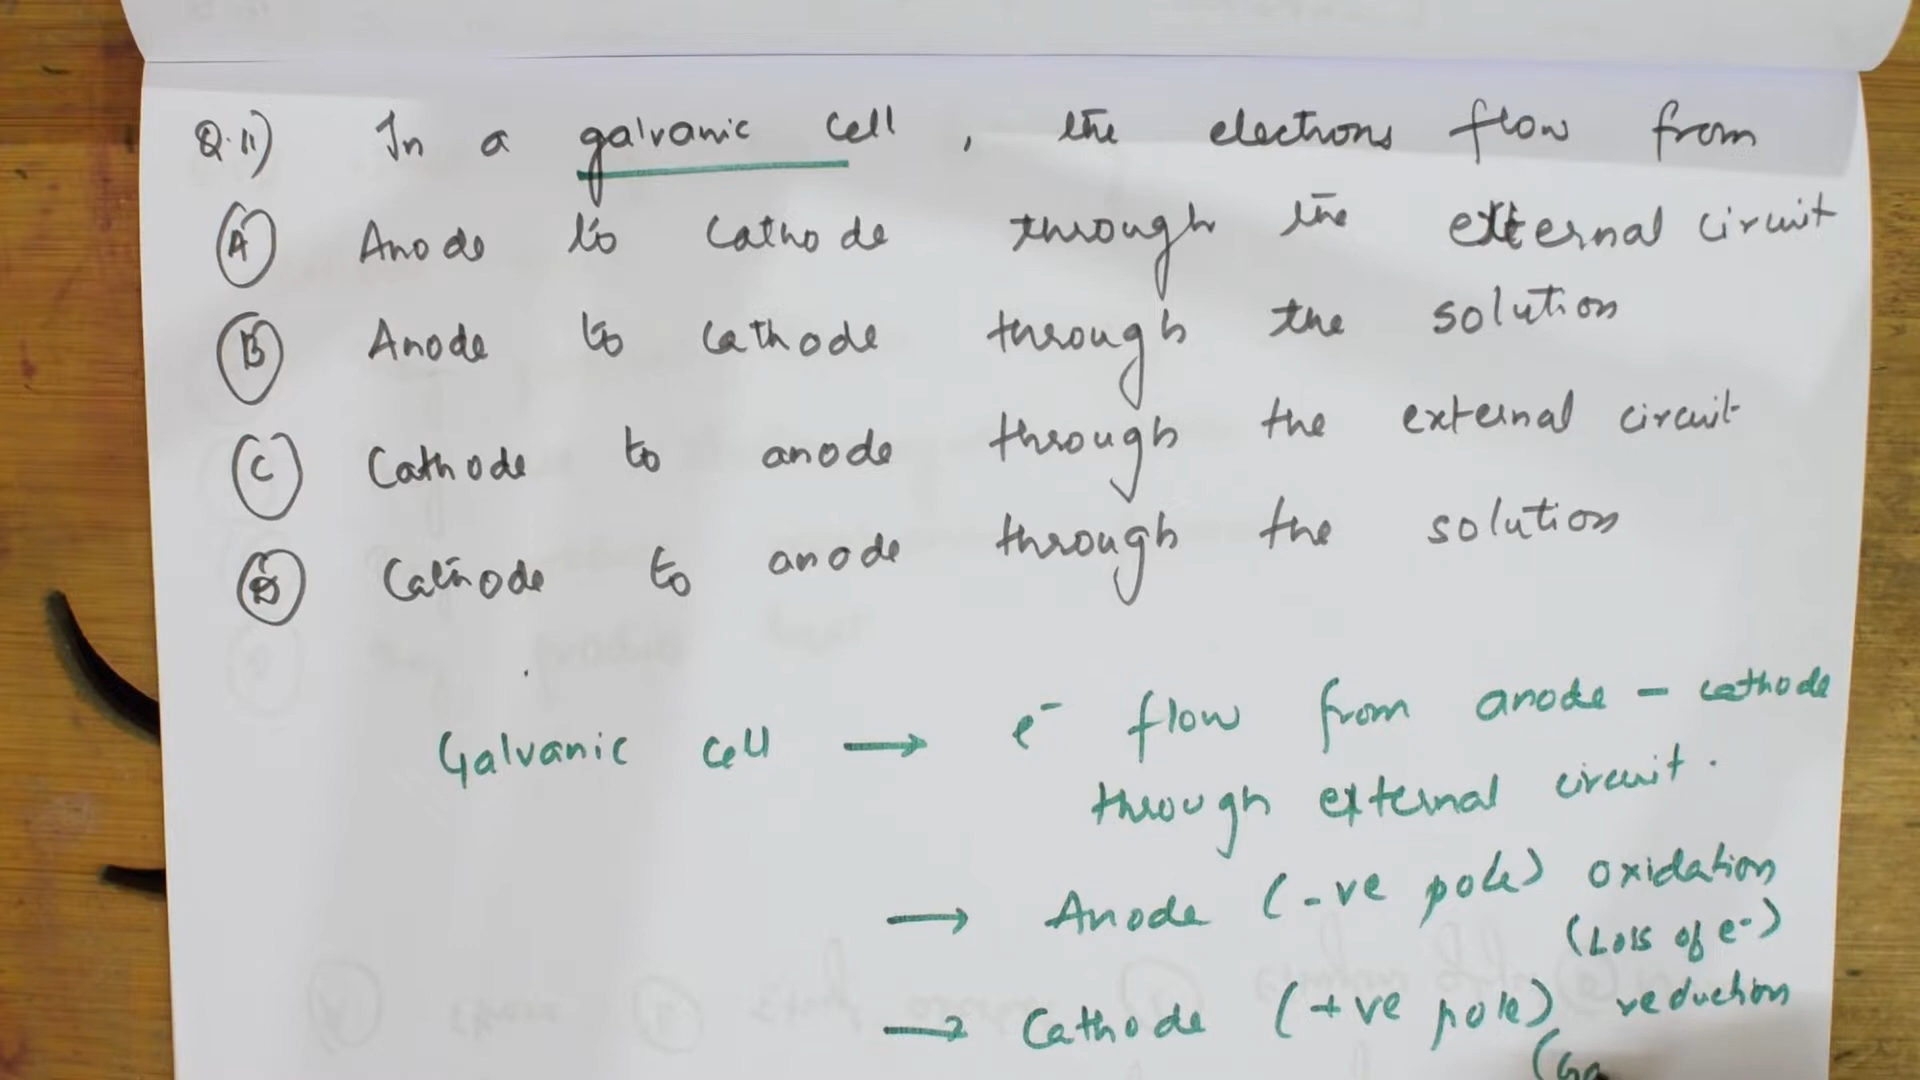 Q.11) In a galvanic cell, the electrons flow from
(A) Anode to Cathode through the external circuit
(B) Anode to cathode through the solution
(C) Cathode to anode through the external circuit
(D) Cathode to anode through the solution
Galvanic cell → e⁻ flow from anode – cathode
through external circuit.
→ Anode (-ve pole) oxidation
(Loss of e⁻)
→ Cathode (+ve pole) reduction
(Ga